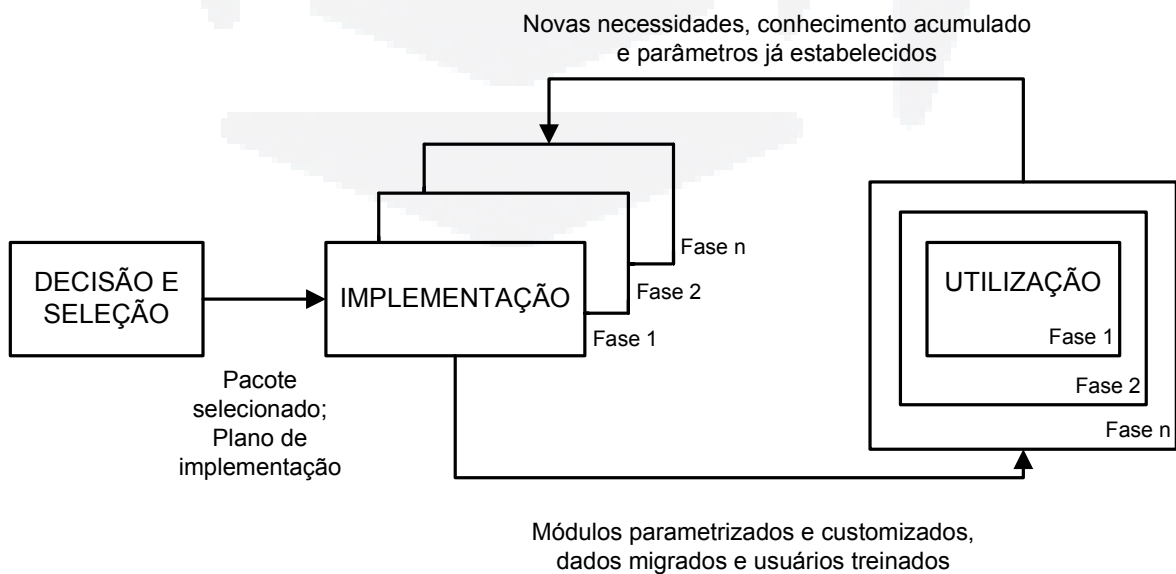 Novas necessidades, conhecimento acumulado
e parâmetros já estabelecidos
DECISÃO E
SELEÇÃO
IMPLEMENTAÇÃO
Fase n
Fase 2
Fase 1
UTILIZAÇÃO
Fase 1
Fase 2
Fase n
Pacote
selecionado;
Plano de
implementação
Módulos parametrizados e customizados,
dados migrados e usuários treinados